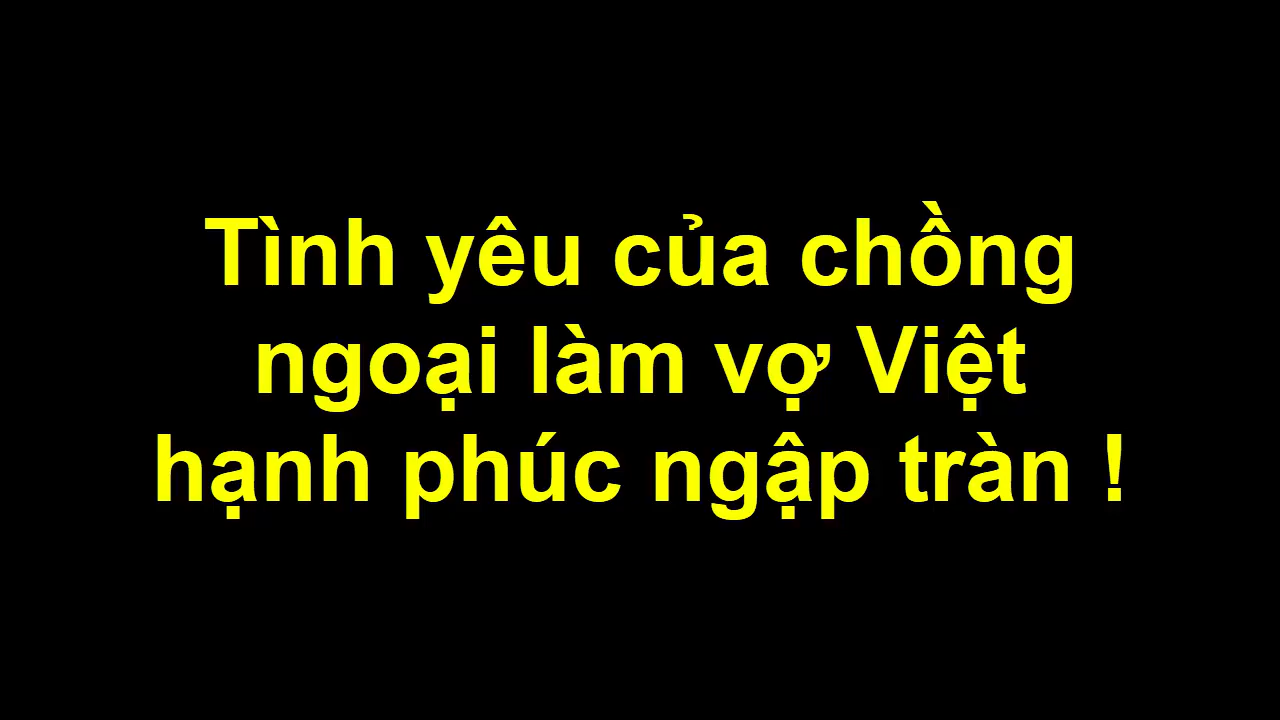 Tình yêu của chồng
ngoại làm vợ Việt
hạnh phúc ngập tràn !